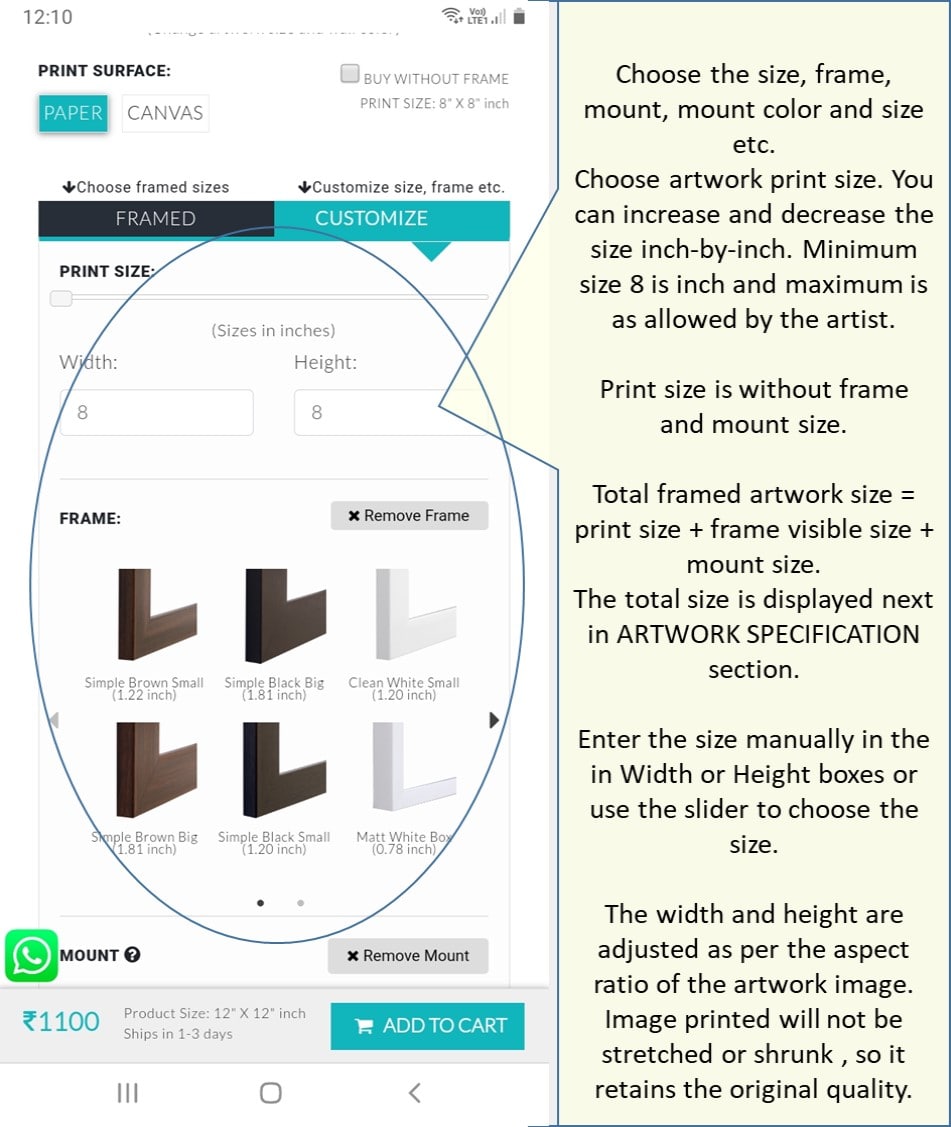 12:10
Vo)
LTE1
PRINT SURFACE:
BUY WITHOUT FRAME
PAPER
CANVAS
PRINT SIZE: 8" X 8" inch
Choose framed sizes
Customize size, frame etc.
FRAMED
CUSTOMIZE
PRINT SIZE:
(Sizes in inches)
Width:
Height:
8
8
FRAME:
✖ Remove Frame
Simple Brown Small
(1.22 inch)
Simple Black Big
(1.81 inch)
Clean White Small
(1.20 inch)
Simple Brown Big
(1.81 inch)
Simple Black Small
(1.20 inch)
Matt White Box
(0.78 inch)
MOUNT
✖ Remove Mount
₹1100
Product Size: 12" X 12" inch
Ships in 1-3 days
ADD TO CART
Choose the size, frame,
mount, mount color and size
etc.
Choose artwork print size. You
can increase and decrease the
size inch-by-inch. Minimum
size 8 is inch and maximum is
as allowed by the artist.
Print size is without frame
and mount size.
Total framed artwork size =
print size + frame visible size +
mount size.
The total size is displayed next
in ARTWORK SPECIFICATION
section.
Enter the size manually in the
in Width or Height boxes or
use the slider to choose the
size.
The width and height are
adjusted as per the aspect
ratio of the artwork image.
Image printed will not be
stretched or shrunk , so it
retains the original quality.